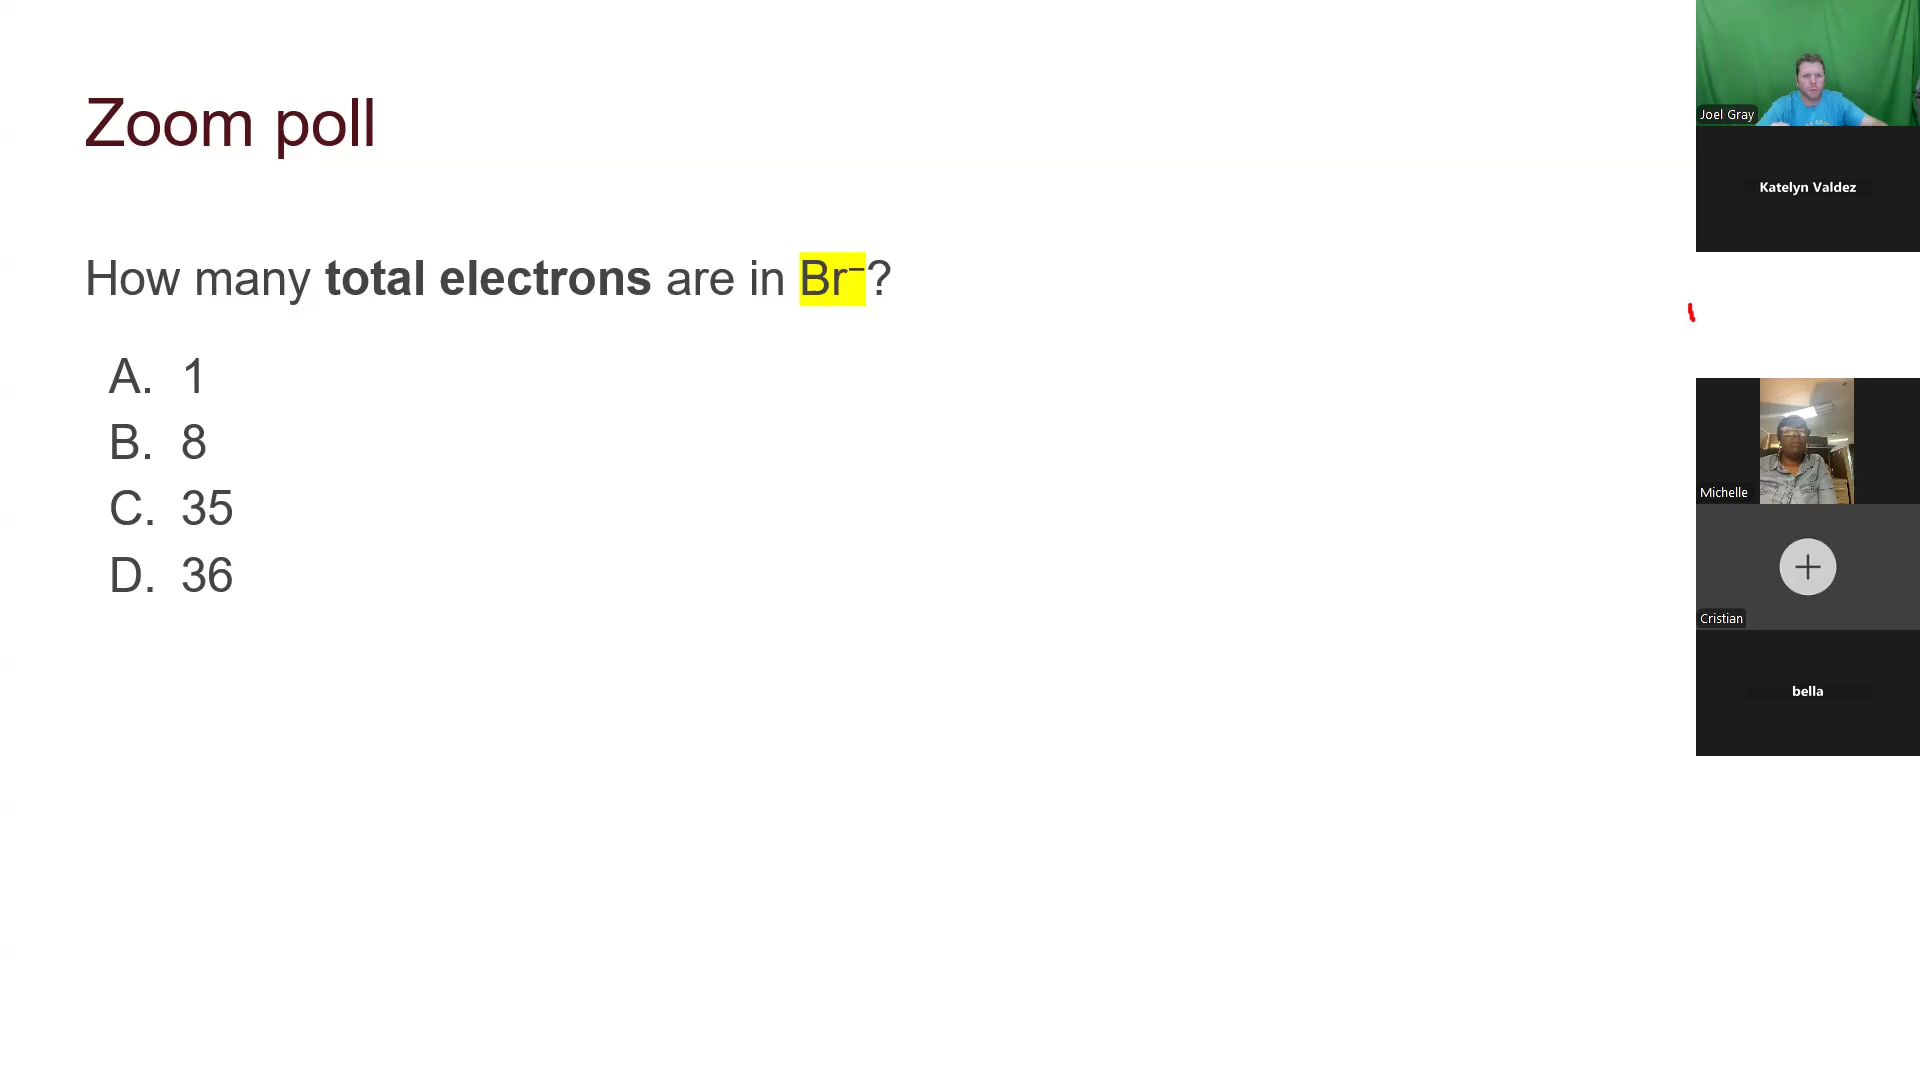 Zoom poll
How many total electrons are in Br⁻?
A. 1
B. 8
C. 35
D. 36
Joel Gray
Katelyn Valdez
Michelle
Cristian
bella